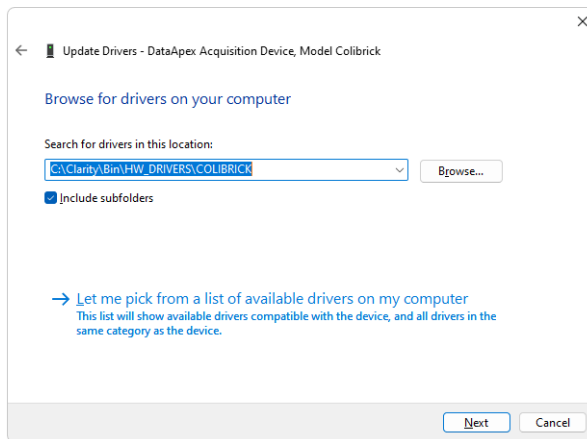 Update Drivers - DataApex Acquisition Device, Model Colibrick
Browse for drivers on your computer
Search for drivers in this location:
C:\Clarity\Bin\HW_DRIVERS\COLIBRICK
Browse...
Include subfolders
Let me pick from a list of available drivers on my computer
This list will show available drivers compatible with the device, and all drivers in the
same category as the device.
Next
Cancel